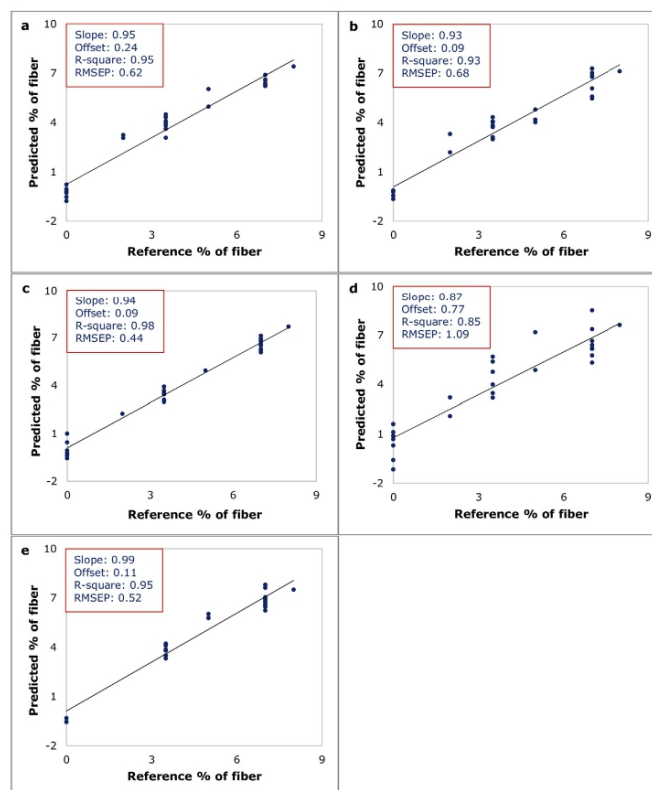 a
Slope: 0.95
Offset: 0.24
R-square: 0.95
RMSEP: 0.62
10
7
4
1
-2
Predicted % of fiber
0
3
6
9
Reference % of fiber
b
Slope: 0.93
Offset: 0.09
R-square: 0.93
RMSEP: 0.68
10
7
4
1
-2
Predicted % of fiber
0
3
6
9
Reference % of fiber
c
Slope: 0.94
Offset: 0.09
R-square: 0.98
RMSEP: 0.44
10
7
4
1
-2
Predicted % of fiber
0
3
6
9
Reference % of fiber
d
Slope: 0.87
Offset: 0.77
R-square: 0.85
RMSEP: 1.09
10
7
4
1
-2
Predicted % of fiber
0
3
6
9
Reference % of fiber
e
Slope: 0.99
Offset: 0.11
R-square: 0.95
RMSEP: 0.52
10
7
4
1
-2
Predicted % of fiber
0
3
6
9
Reference % of fiber